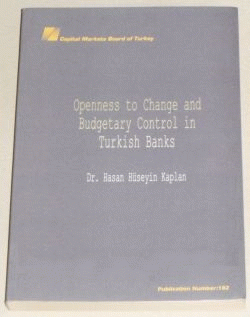 Capital Markets Board of Turkey
Openness to Change and
Budgetary Control in
Turkish Banks
Dr. Hasan Hüseyin Kaplan
Publication Number:192